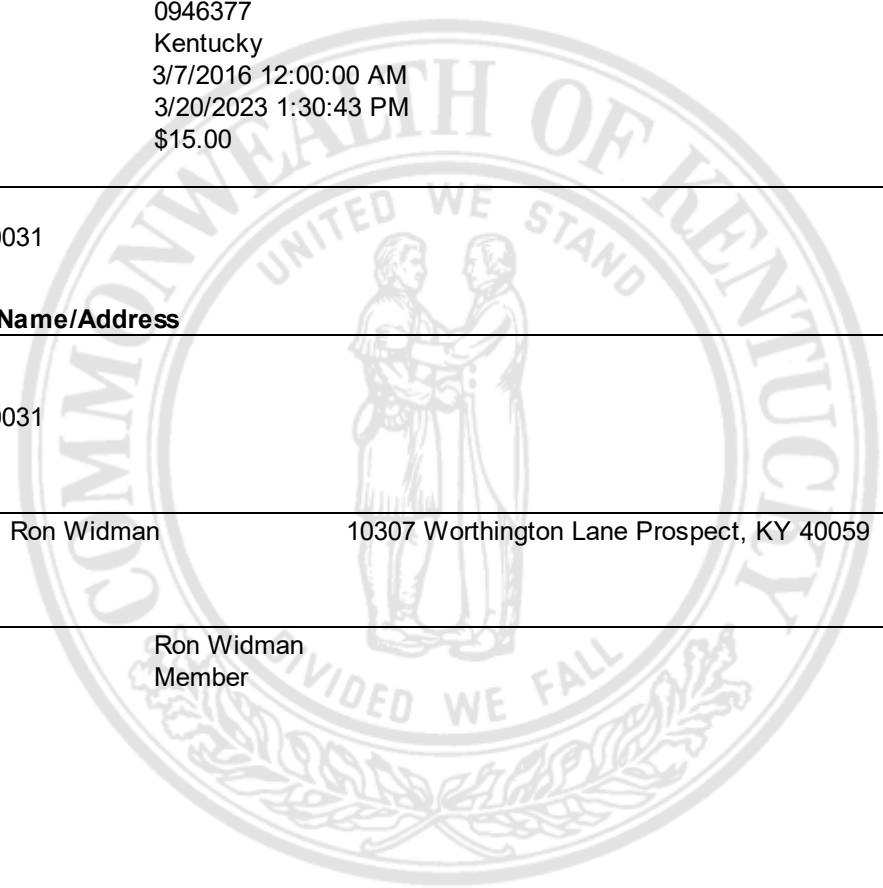 0946377
Kentucky
3/7/2016 12:00:00 AM
3/20/2023 1:30:43 PM
$15.00
0031
Name/Address
0031
Ron Widman 10307 Worthington Lane Prospect, KY 40059
Ron Widman
Member
COMMONWEALTH OF KENTUCKY
UNITED WE STAND
DIVIDED WE FALL